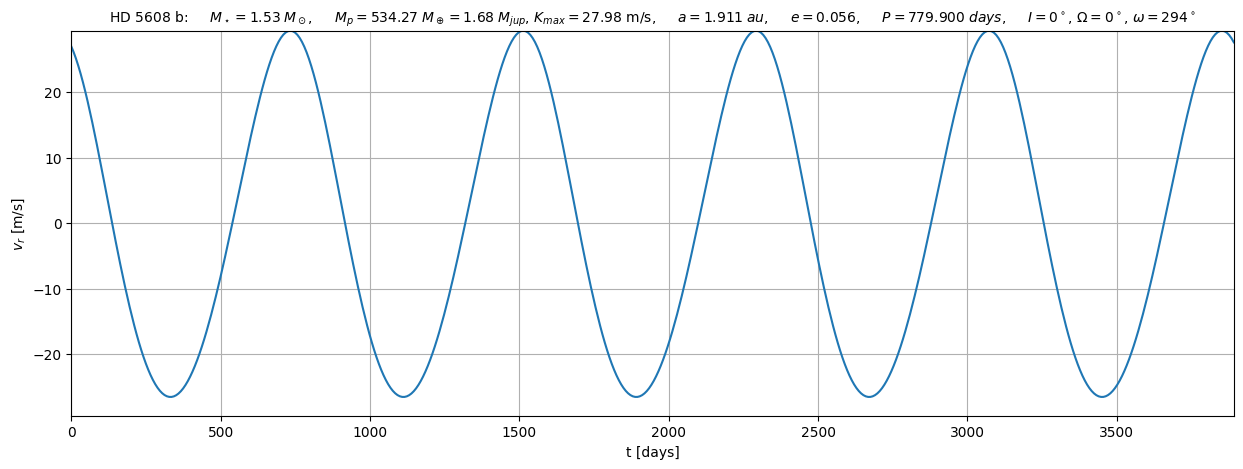 HD 5608 b: M⋆ = 1.53 M⊙, Mp = 534.27 M⊕ = 1.68 Mjup, Kmax = 27.98 m/s, a = 1.911 au, e = 0.056, P = 779.900 days, I = 0°, Ω = 0°, ω = 294°
20
10
0
−10
−20
vr [m/s]
0 500 1000 1500 2000 2500 3000 3500
t [days]